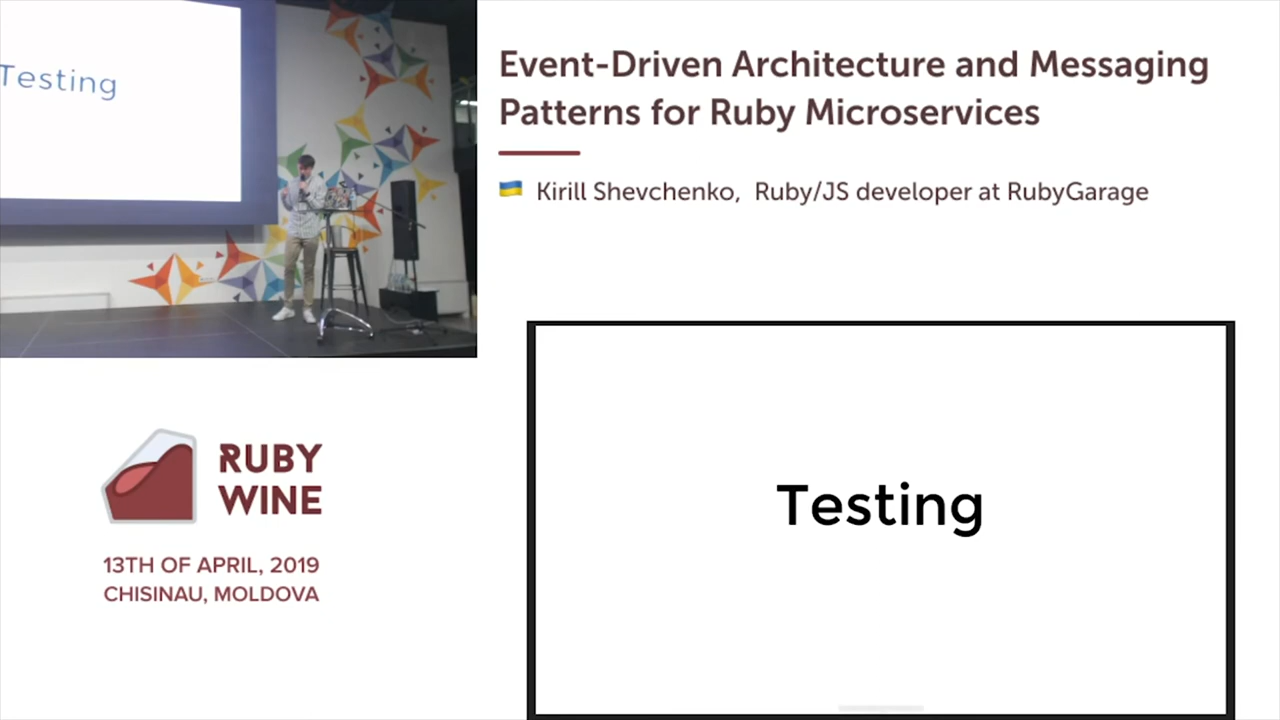 Testing
Event-Driven Architecture and Messaging
Patterns for Ruby Microservices
Kirill Shevchenko, Ruby/JS developer at RubyGarage
RUBY
WINE
13TH OF APRIL, 2019
CHISINAU, MOLDOVA
Testing